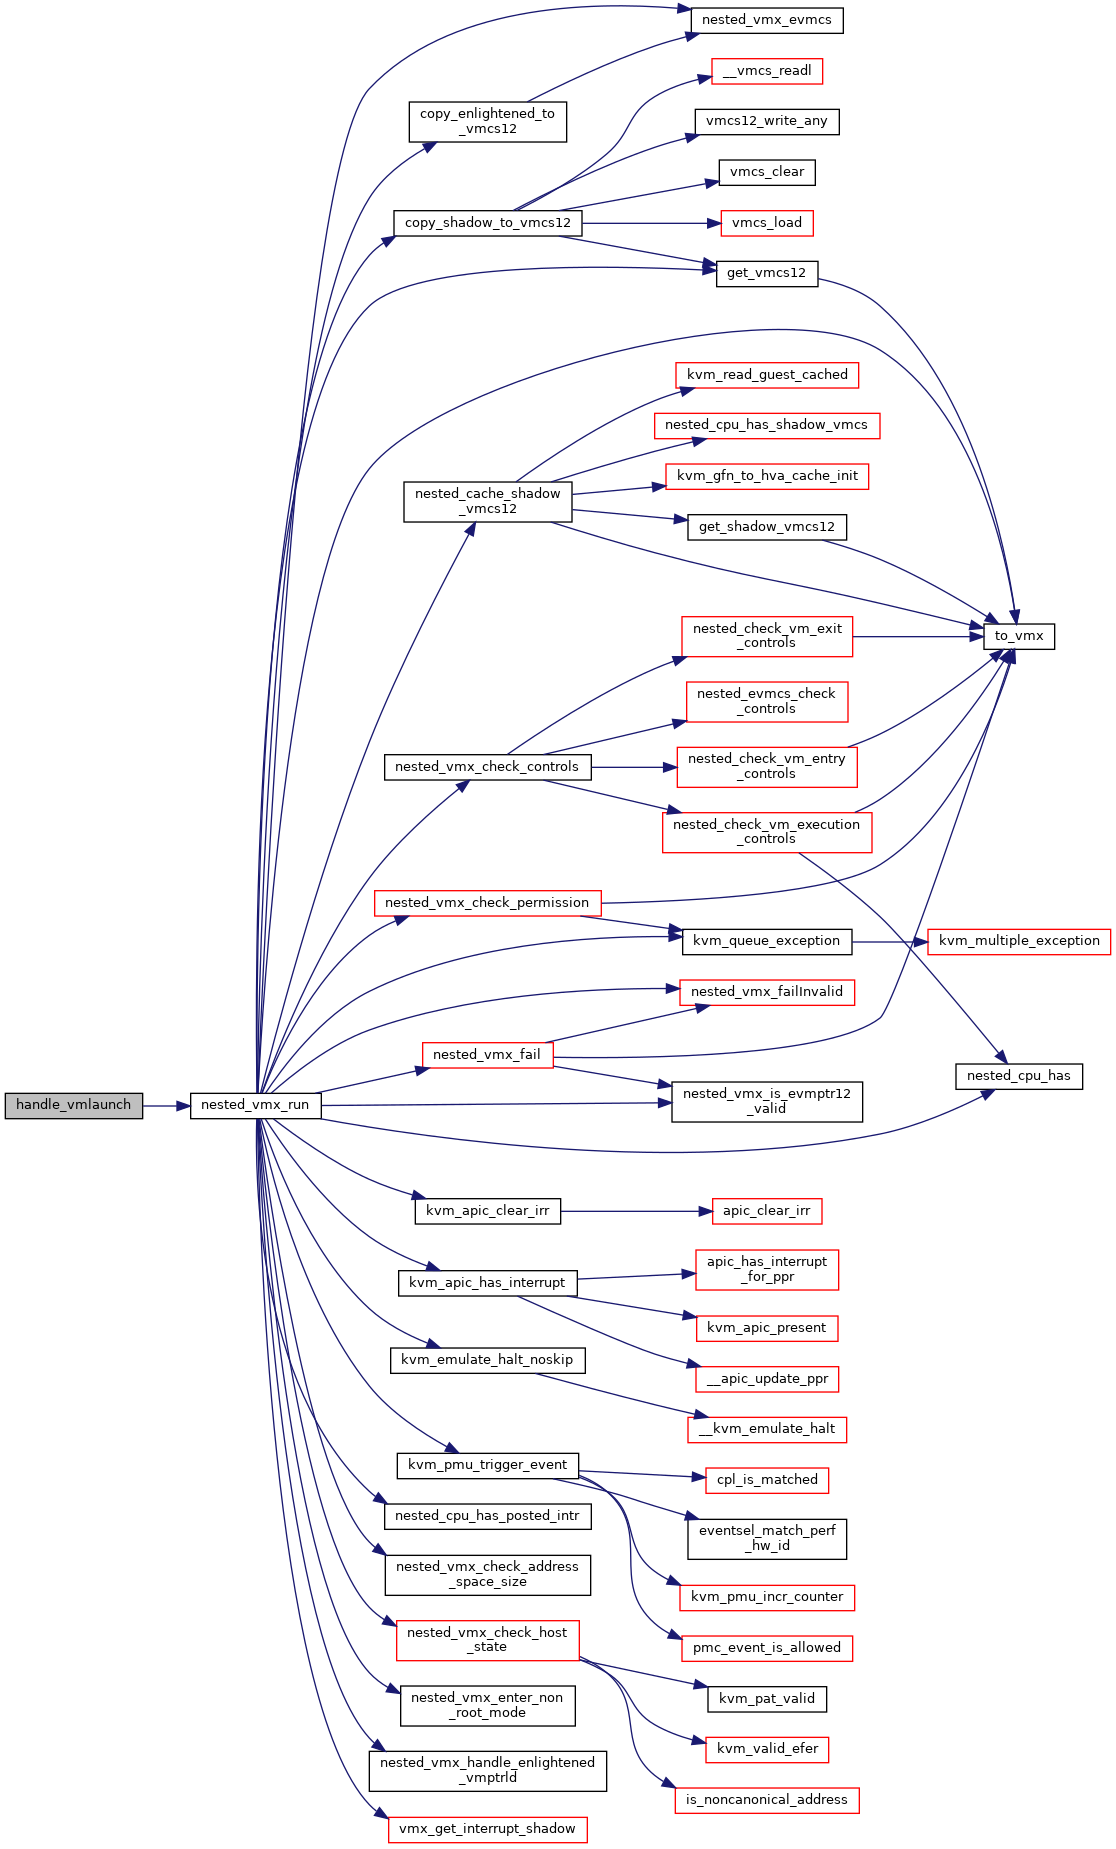 nested_vmx_evmcs
__vmcs_readl
copy_enlightened_to
_vmcs12
vmcs12_write_any
vmcs_clear
copy_shadow_to_vmcs12
vmcs_load
get_vmcs12
kvm_read_guest_cached
nested_cpu_has_shadow_vmcs
kvm_gfn_to_hva_cache_init
nested_cache_shadow
_vmcs12
get_shadow_vmcs12
nested_check_vm_exit
_controls
to_vmx
nested_evmcs_check
_controls
nested_vmx_check_controls
nested_check_vm_entry
_controls
nested_check_vm_execution
_controls
nested_vmx_check_permission
kvm_queue_exception
kvm_multiple_exception
nested_vmx_failInvalid
nested_vmx_fail
nested_cpu_has
nested_vmx_is_evmptr12
_valid
handle_vmlaunch
nested_vmx_run
kvm_apic_clear_irr
apic_clear_irr
apic_has_interrupt
_for_ppr
kvm_apic_has_interrupt
kvm_apic_present
kvm_emulate_halt_noskip
__apic_update_ppr
__kvm_emulate_halt
kvm_pmu_trigger_event
cpl_is_matched
nested_cpu_has_posted_intr
eventsel_match_perf
_hw_id
nested_vmx_check_address
_space_size
kvm_pmu_incr_counter
nested_vmx_check_host
_state
pmc_event_is_allowed
nested_vmx_enter_non
_root_mode
kvm_pat_valid
kvm_valid_efer
nested_vmx_handle_enlightened
_vmptrld
is_noncanonical_address
vmx_get_interrupt_shadow